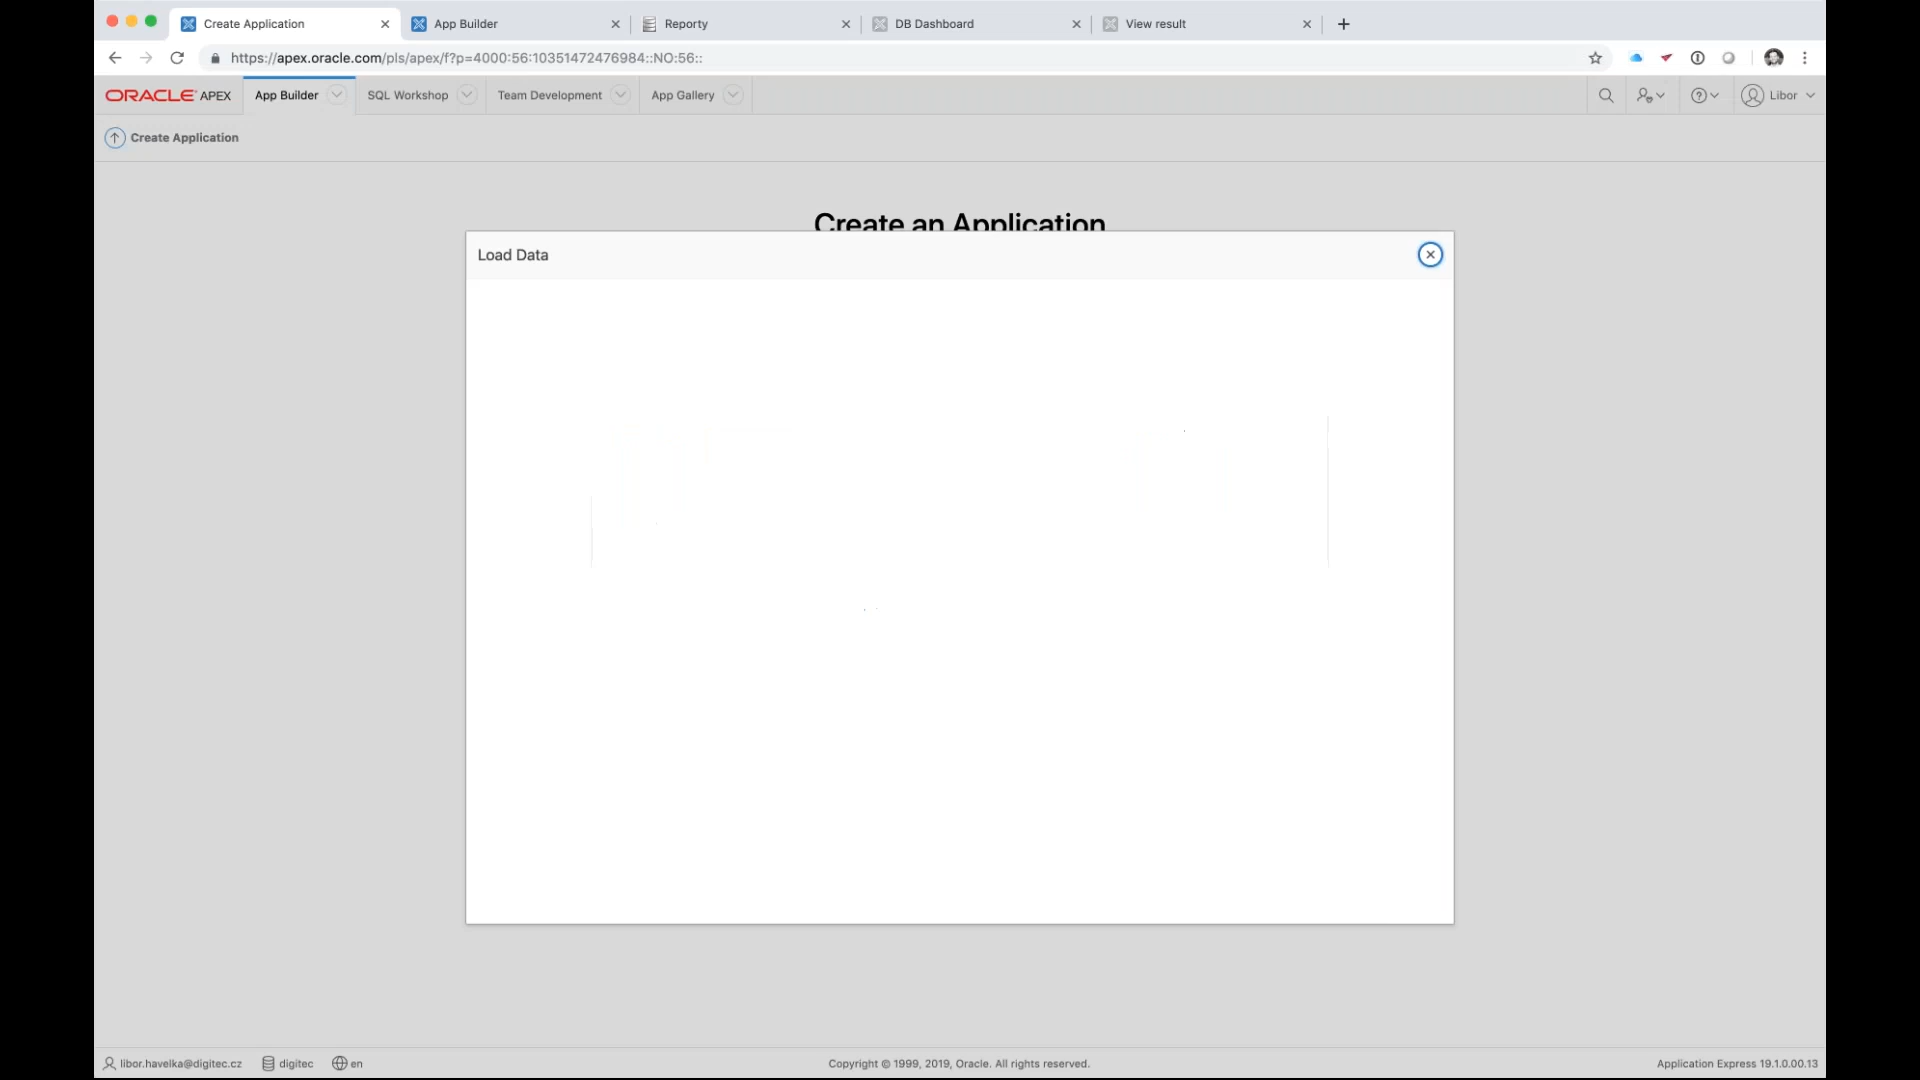 Create Application
App Builder
Reporty
DB Dashboard
View result
https://apex.oracle.com/pls/apex/f?p=4000:56:10351472476984::NO:56::
ORACLE APEX
App Builder
SQL Workshop
Team Development
App Gallery
Libor
Create Application
Create an Application
Load Data
libor.havelka@digitec.cz
digitec
en
Copyright © 1999, 2019, Oracle. All rights reserved.
Application Express 19.1.0.00.13